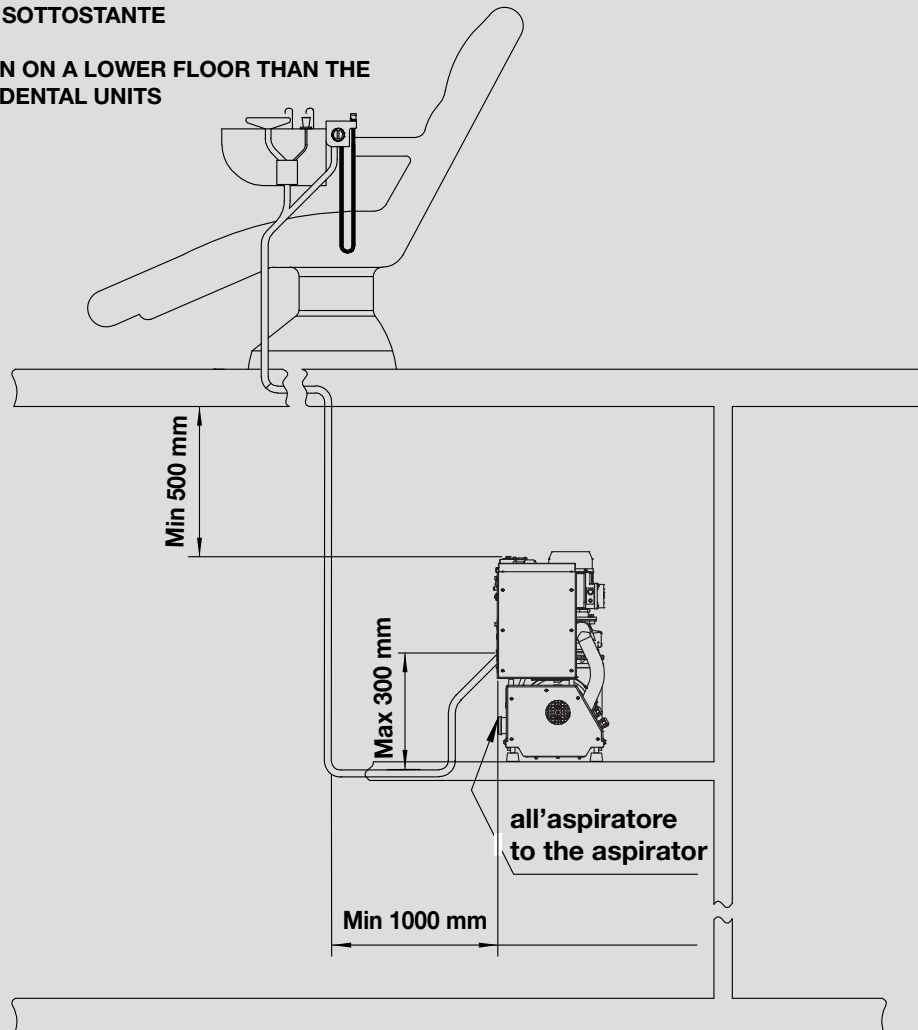 SOTTOSTANTE
N ON A LOWER FLOOR THAN THE
DENTAL UNITS
Min 500 mm
Max 300 mm
all’aspiratore
to the aspirator
Min 1000 mm